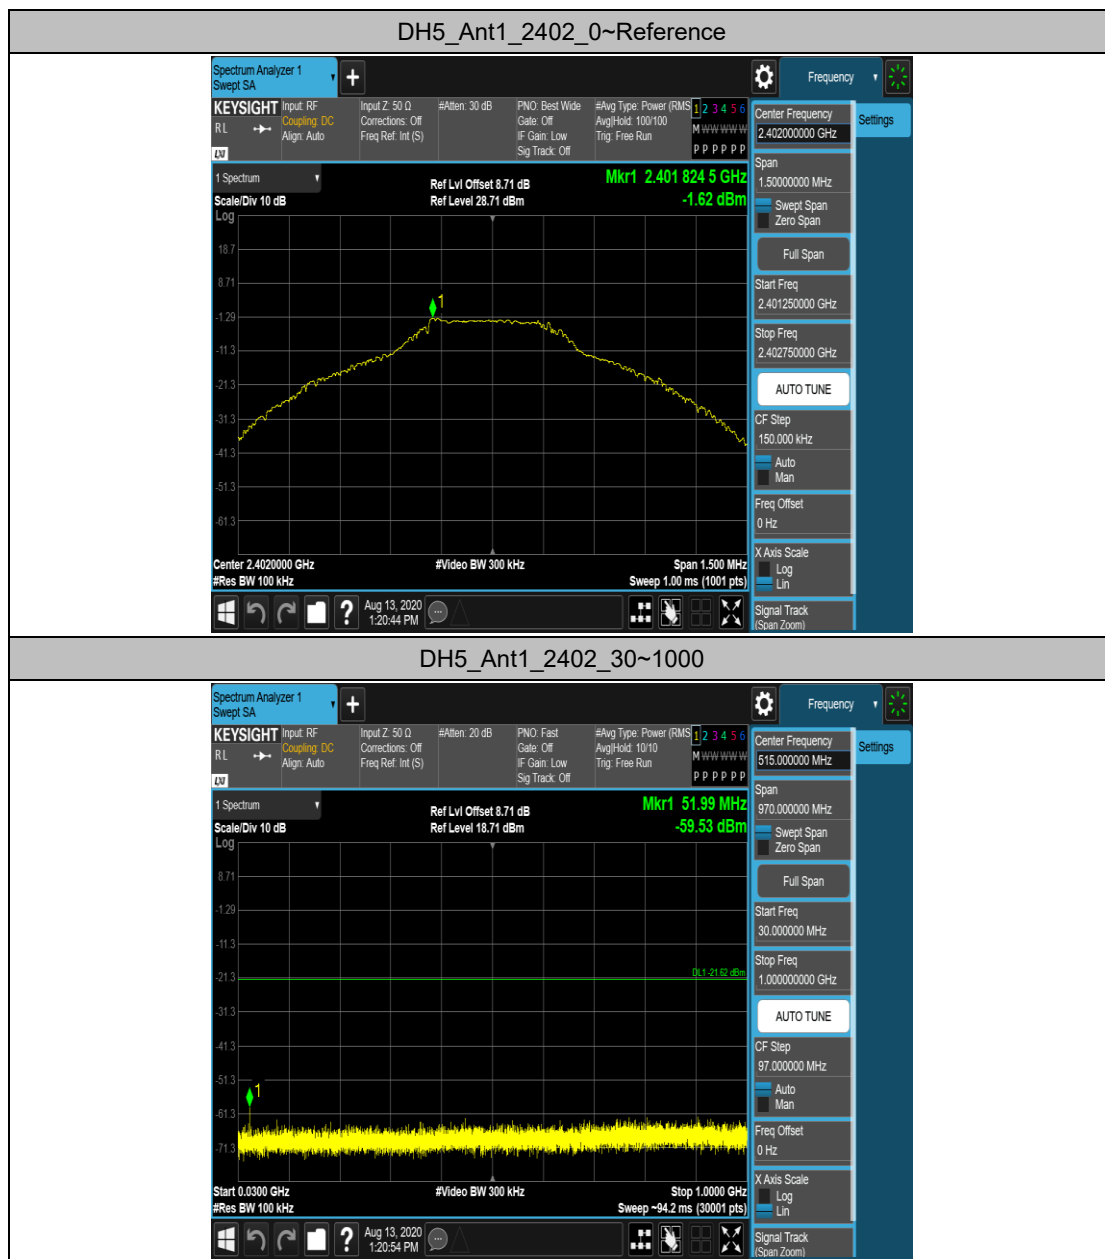 DH5_Ant1_2402_0~Reference
Spectrum Analyzer 1
Swept SA
Frequency
KEYSIGHT
RL
LXI
Input: RF
Coupling: DC
Align: Auto
Input Z: 50 Ω
Corrections: Off
Freq Ref: Int (S)
#Atten: 30 dB
PNO: Best Wide
Gate: Off
IF Gain: Low
Sig Track: Off
#Avg Type: Power (RMS
Avg|Hold: 100/100
Trig: Free Run
1 2 3 4 5 6
M W W W W W
P P P P P P
Center Frequency
2.402000000 GHz
Settings
1 Spectrum
Ref Lvl Offset 8.71 dB
Mkr1 2.401 824 5 GHz
Scale/Div 10 dB
Ref Level 28.71 dBm
-1.62 dBm
Log
18.7
8.71
-1.29
-11.3
-21.3
-31.3
-41.3
-51.3
-61.3
1
Center 2.4020000 GHz
#Video BW 300 kHz
Span 1.500 MHz
#Res BW 100 kHz
Sweep 1.00 ms (1001 pts)
Span
1.50000000 MHz
Swept Span
Zero Span
Full Span
Start Freq
2.401250000 GHz
Stop Freq
2.402750000 GHz
AUTO TUNE
CF Step
150.000 kHz
Auto
Man
Freq Offset
0 Hz
X Axis Scale
Log
Lin
Signal Track
(Span Zoom)
Aug 13, 2020
1:20:44 PM
DH5_Ant1_2402_30~1000
Spectrum Analyzer 1
Swept SA
Frequency
KEYSIGHT
RL
LXI
Input: RF
Coupling: DC
Align: Auto
Input Z: 50 Ω
Corrections: Off
Freq Ref: Int (S)
#Atten: 20 dB
PNO: Fast
Gate: Off
IF Gain: Low
Sig Track: Off
#Avg Type: Power (RMS
Avg|Hold: 10/10
Trig: Free Run
1 2 3 4 5 6
M W W W W W
P P P P P P
Center Frequency
515.000000 MHz
Settings
1 Spectrum
Ref Lvl Offset 8.71 dB
Mkr1 51.99 MHz
Scale/Div 10 dB
Ref Level 18.71 dBm
-59.53 dBm
Log
8.71
-1.29
-11.3
-21.3
-31.3
-41.3
-51.3
-61.3
-71.3
DL1 -21.62 dBm
1
Start 0.0300 GHz
#Video BW 300 kHz
Stop 1.0000 GHz
#Res BW 100 kHz
Sweep ~94.2 ms (30001 pts)
Span
970.000000 MHz
Swept Span
Zero Span
Full Span
Start Freq
30.000000 MHz
Stop Freq
1.000000000 GHz
AUTO TUNE
CF Step
97.000000 MHz
Auto
Man
Freq Offset
0 Hz
X Axis Scale
Log
Lin
Signal Track
(Span Zoom)
Aug 13, 2020
1:20:54 PM